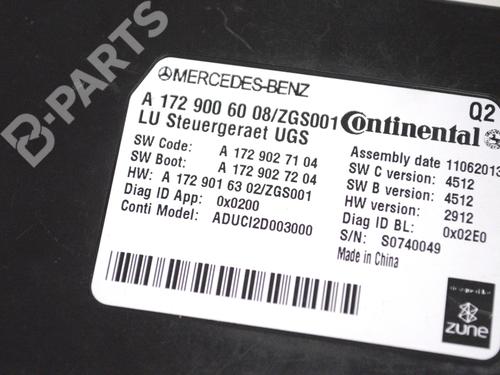 B-PARTS
MERCEDES-BENZ
Q2
A 172 900 60 08/ZGS001
Continental
LU Steuergeraet UGS
SW Code: A 172 902 71 04
SW Boot: A 172 902 72 04
HW: A 172 901 63 02/ZGS001
Diag ID App: 0x0200
Conti Model: ADUCI2D003000
Assembly date 11062013
SW C version: 4512
SW B version: 4512
HW version: 2912
Diag ID BL: 0x02E0
S/N: S0740049
Made in China
zune